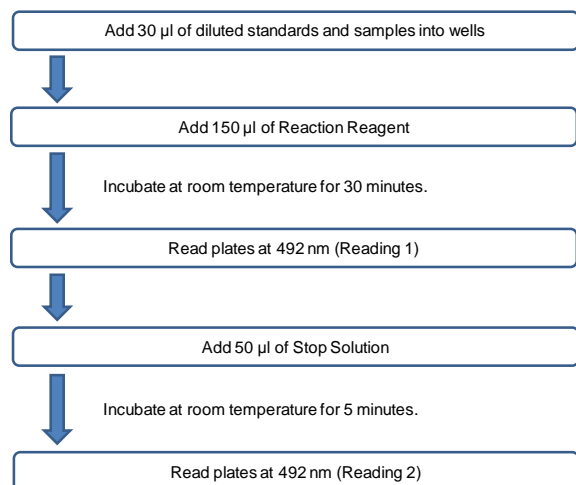 Add 30 µl of diluted standards and samples into wells
Add 150 µl of Reaction Reagent
Incubate at room temperature for 30 minutes.
Read plates at 492 nm (Reading 1)
Add 50 µl of Stop Solution
Incubate at room temperature for 5 minutes.
Read plates at 492 nm (Reading 2)